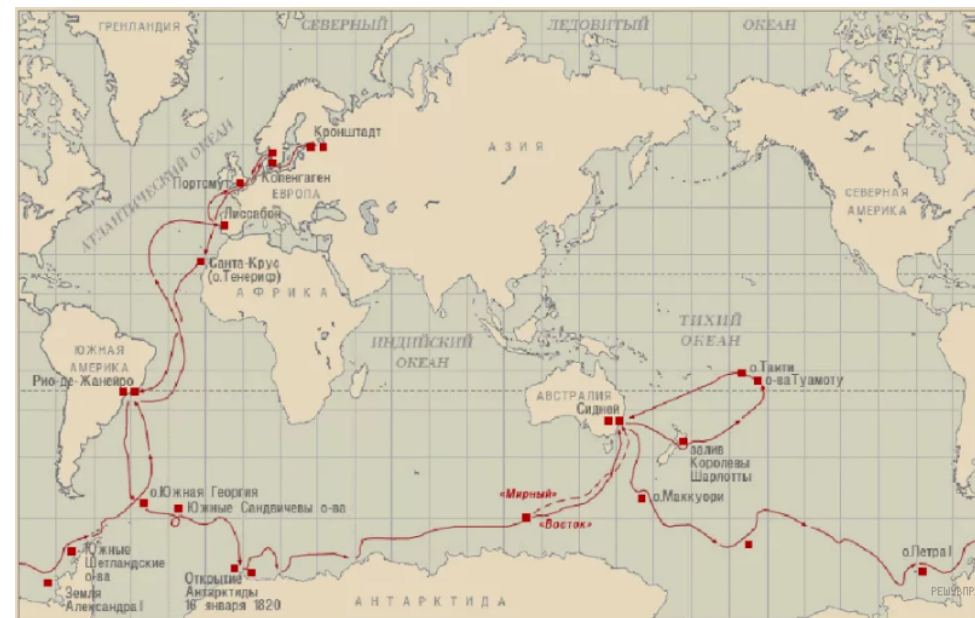 ГРЕНЛАНДИЯ
СЕВЕРНЫЙ
ЛЕДОВИТЫЙ
ОКЕАН
АТЛАНТИЧЕСКИЙ ОКЕАН
Кронштадт
АЗИЯ
Портсмут
Копенгаген
ЕВРОПА
СЕВЕРНАЯ
АМЕРИКА
Лиссабон
Санта-Крус
(о.Тенериф)
АФРИКА
ИНДИЙСКИЙ
ОКЕАН
ТИХИЙ
ОКЕАН
ЮЖНАЯ
АМЕРИКА
Рио-де-Жанейро
о.Таити
о-ва Туамоту
АВСТРАЛИЯ
Сидней
залив
Королевы
Шарлотты
о.Южная Георгия
Южные Сандвичевы о-ва
«Мирный»
«Восток»
о.Маккуори
Южные
Шетландские
о-ва
Земля
Александра I
Открытие
Антарктиды
16 января 1820
АНТАРКТИДА
о.Петра I